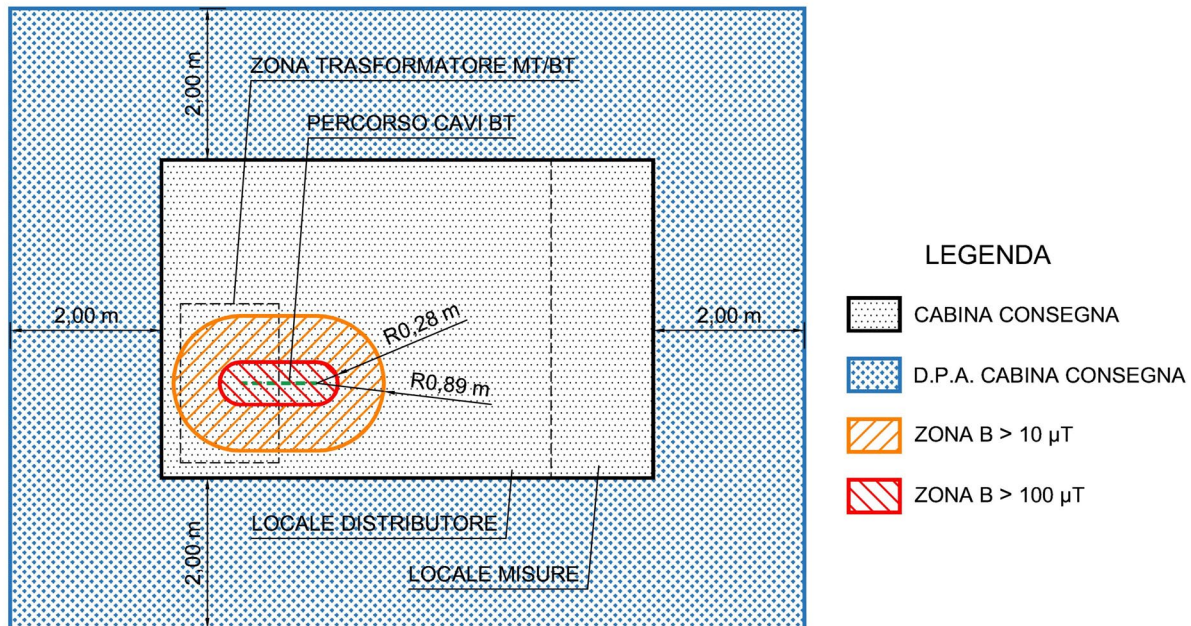 2,00 m
ZONA TRASFORMATORE MT/BT
PERCORSO CAVI BT
2,00 m
R0,28 m
R0,89 m
2,00 m
LOCALE DISTRIBUTORE
LOCALE MISURE
2,00 m
LEGENDA
CABINA CONSEGNA
D.P.A. CABINA CONSEGNA
ZONA B > 10 µT
ZONA B > 100 µT